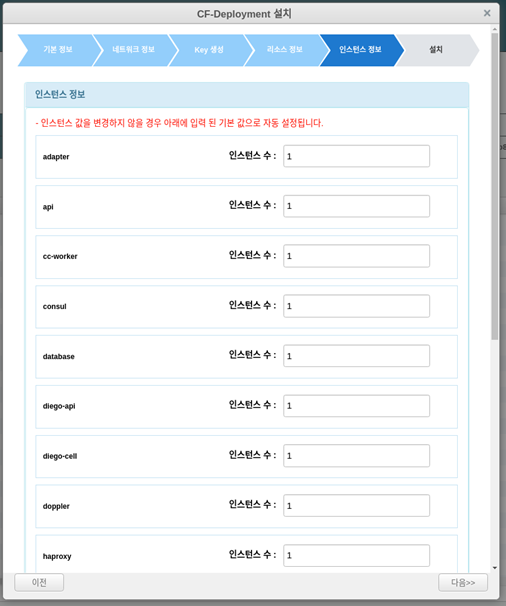 CF-Deployment 설치
기본 정보
네트워크 정보
Key 생성
리소스 정보
인스턴스 정보
설치
인스턴스 정보
- 인스턴스 값을 변경하지 않을 경우 아래에 입력 된 기본 값으로 자동 설정됩니다.
adapter 인스턴스 수 : 1
api 인스턴스 수 : 1
cc-worker 인스턴스 수 : 1
consul 인스턴스 수 : 1
database 인스턴스 수 : 1
diego-api 인스턴스 수 : 1
diego-cell 인스턴스 수 : 1
doppler 인스턴스 수 : 1
haproxy 인스턴스 수 : 1
이전 다음>>